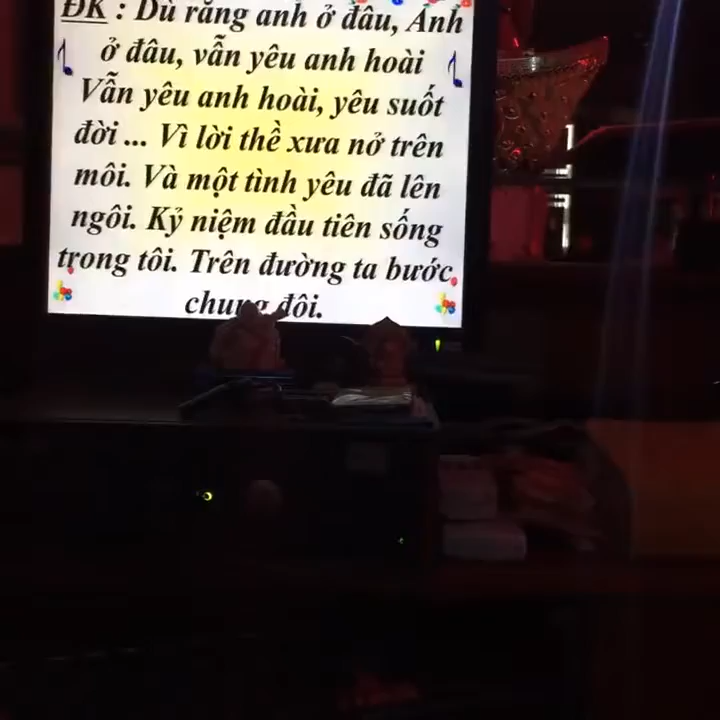 ĐK : Dù rằng anh ở đâu, Anh
ở đâu, vẫn yêu anh hoài
Vẫn yêu anh hoài, yêu suốt
đời ... Vì lời thề xưa nở trên
môi. Và một tình yêu đã lên
ngôi. Kỷ niệm đầu tiên sống
trong tôi. Trên đường ta bước
chung đôi.